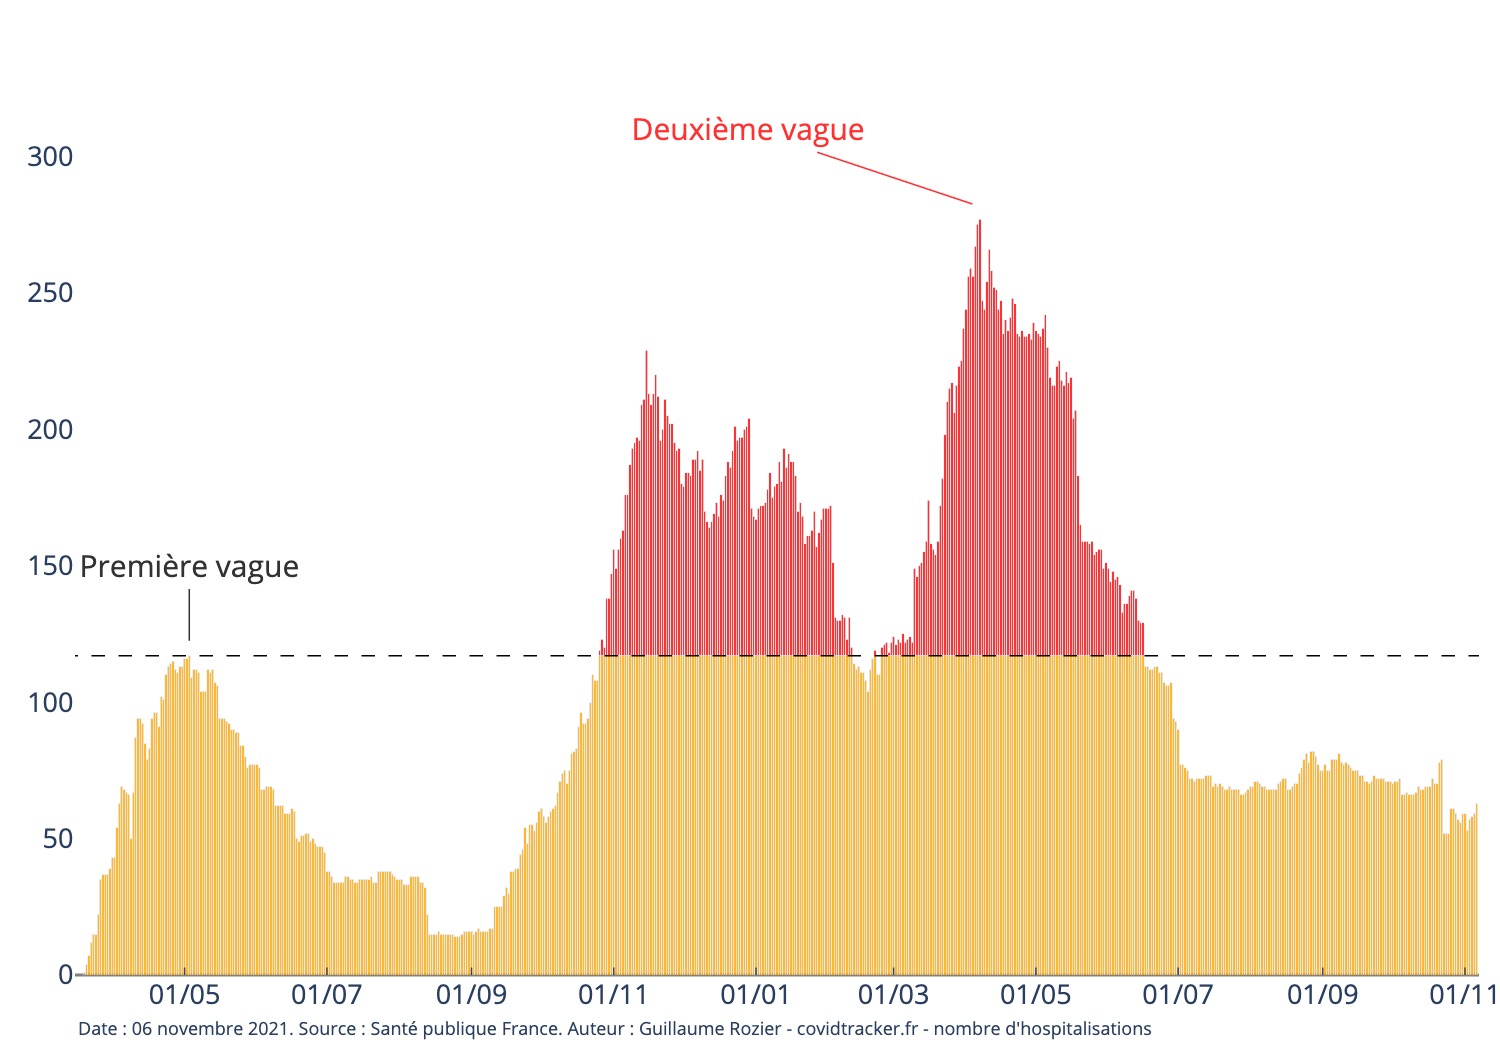 Deuxième vague
300
250
200
150
Première vague
100
50
0
01/05 01/07 01/09 01/11 01/01 01/03 01/05 01/07 01/09 01/11
Date : 06 novembre 2021. Source : Santé publique France. Auteur : Guillaume Rozier - covidtracker.fr - nombre d'hospitalisations